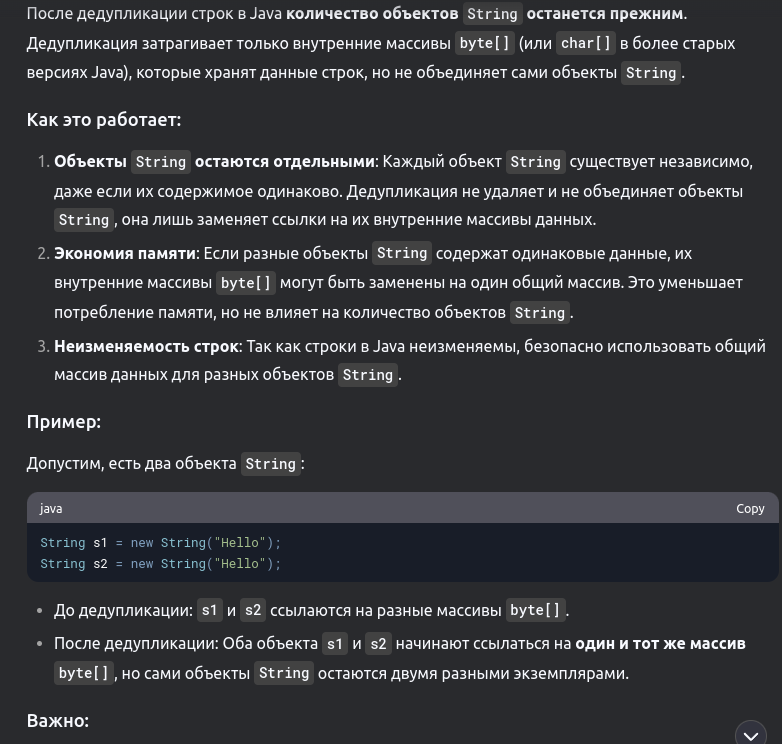 После дедупликации строк в Java количество объектов String останется прежним.
Дедупликация затрагивает только внутренние массивы byte[] (или char[] в более старых
версиях Java), которые хранят данные строк, но не объединяет сами объекты String.
Как это работает:
1. Объекты String остаются отдельными: Каждый объект String существует независимо,
даже если их содержимое одинаково. Дедупликация не удаляет и не объединяет объекты
String, она лишь заменяет ссылки на их внутренние массивы данных.
2. Экономия памяти: Если разные объекты String содержат одинаковые данные, их
внутренние массивы byte[] могут быть заменены на один общий массив. Это уменьшает
потребление памяти, но не влияет на количество объектов String.
3. Неизменяемость строк: Так как строки в Java неизменяемы, безопасно использовать общий
массив данных для разных объектов String.
Пример:
Допустим, есть два объекта String:
java Copy
String s1 = new String("Hello");
String s2 = new String("Hello");
• До дедупликации: s1 и s2 ссылаются на разные массивы byte[].
• После дедупликации: Оба объекта s1 и s2 начинают ссылаться на один и тот же массив
byte[], но сами объекты String остаются двумя разными экземплярами.
Важно: